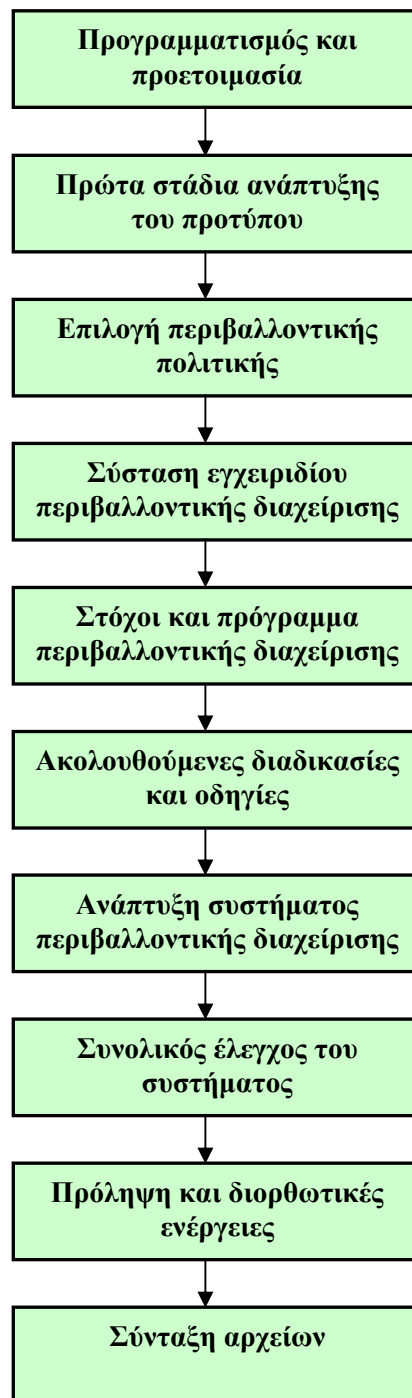 Προγραμματισμός και
προετοιμασία
Πρώτα στάδια ανάπτυξης
του προτύπου
Επιλογή περιβαλλοντικής
πολιτικής
Σύσταση εγχειριδίου
περιβαλλοντικής διαχείρισης
Στόχοι και πρόγραμμα
περιβαλλοντικής διαχείρισης
Ακολουθούμενες διαδικασίες
και οδηγίες
Ανάπτυξη συστήματος
περιβαλλοντικής διαχείρισης
Συνολικός έλεγχος του
συστήματος
Πρόληψη και διορθωτικές
ενέργειες
Σύνταξη αρχείων